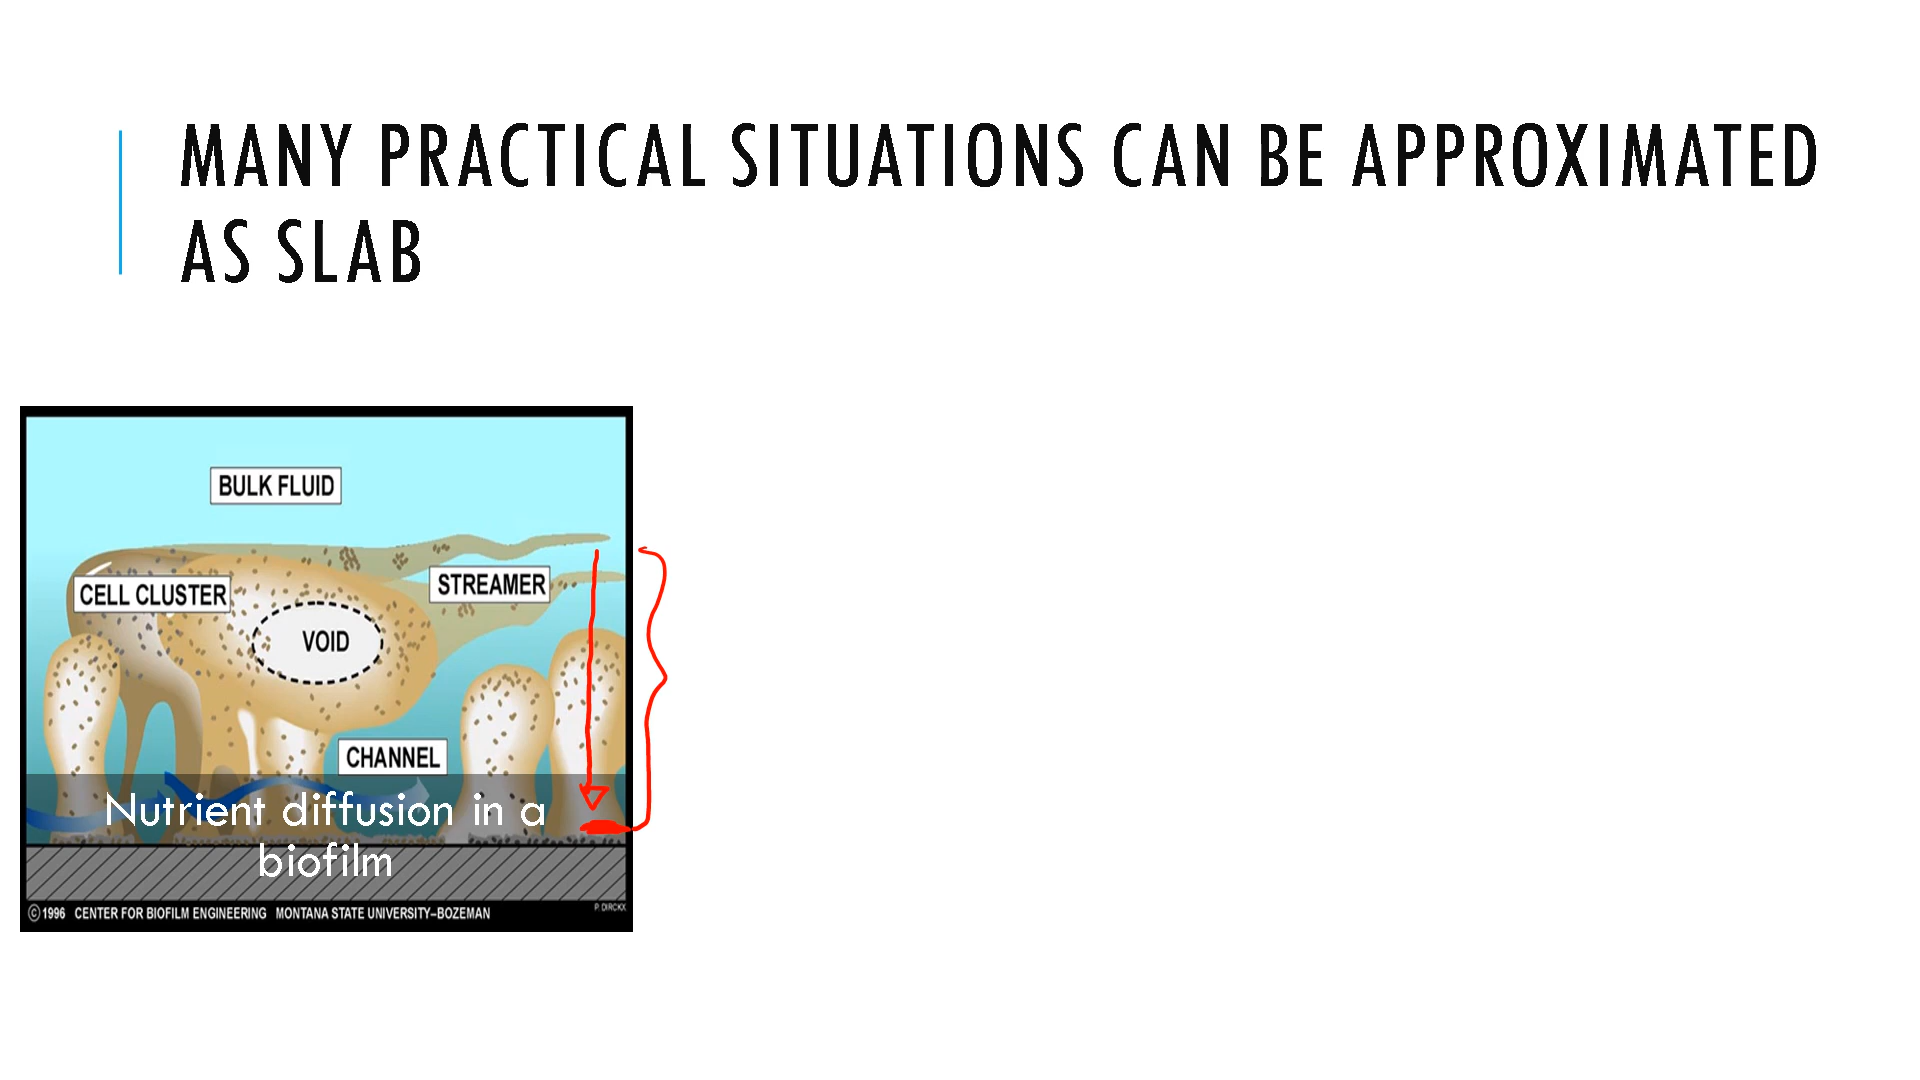 MANY PRACTICAL SITUATIONS CAN BE APPROXIMATED
AS SLAB
BULK FLUID
CELL CLUSTER
STREAMER
VOID
CHANNEL
Nutrient diffusion in a
biofilm
©1996 CENTER FOR BIOFILM ENGINEERING MONTANA STATE UNIVERSITY–BOZEMAN
P. DIRCKX